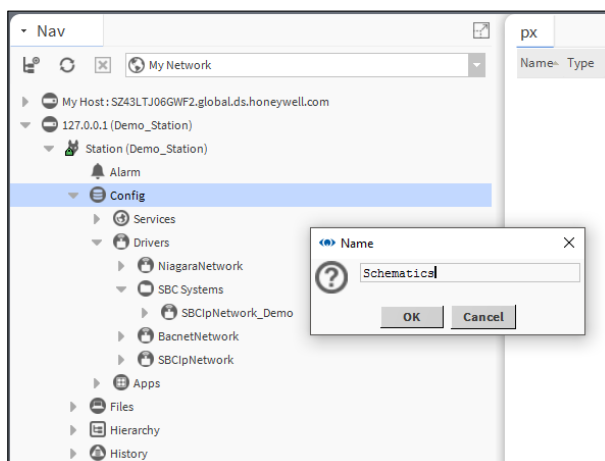 Nav
My Network
My Host : SZ43LTJ06GWF2.global.ds.honeywell.com
127.0.0.1 (Demo_Station)
Station (Demo_Station)
Alarm
Config
Services
Drivers
NiagaraNetwork
SBC Systems
SBCIpNetwork_Demo
BacnetNetwork
SBCIpNetwork
Apps
Files
Hierarchy
History
px
Name Type
Name
Schematics
OK Cancel